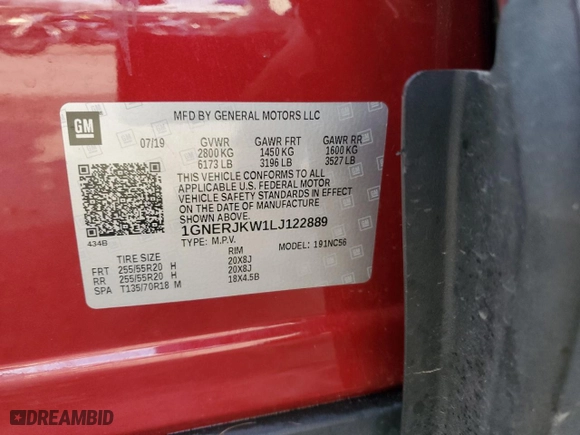 MFD BY GENERAL MOTORS LLC
GM
07/19 GVWR GAWR FRT GAWR RR
2800 KG 1450 KG 1600 KG
6173 LB 3196 LB 3527 LB
THIS VEHICLE CONFORMS TO ALL
APPLICABLE U.S. FEDERAL MOTOR
VEHICLE SAFETY STANDARDS IN EFFECT
ON THE DATE OF MANUFACTURE
SHOWN ABOVE.
1GNERJKW1LJ122889
434B
TYPE: M.P.V. MODEL: 191NC56
TIRE SIZE RIM
FRT 255/55R20 H 20X8J
RR 255/55R20 H 20X8J
SPA T135/70R18 M 18X4.5B
DREAMBID